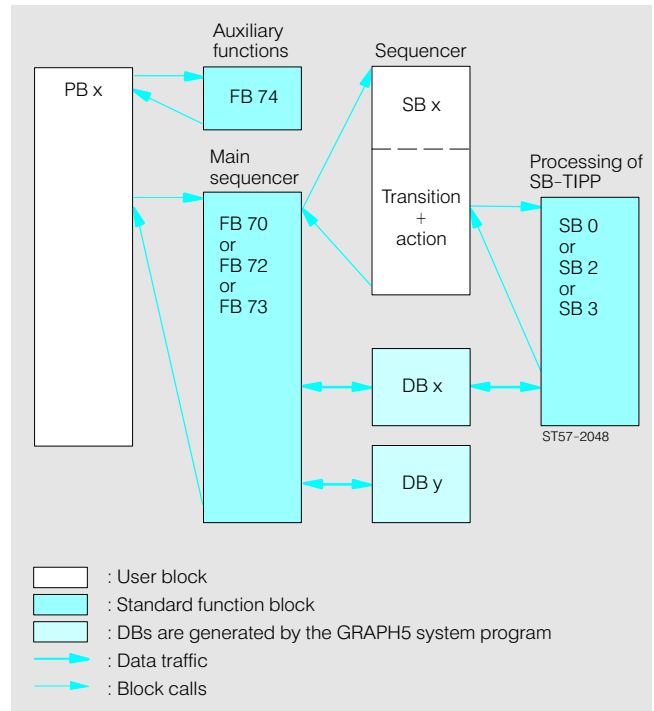 Auxiliary
functions
Sequencer
PB x
FB 74
SB x
Main
sequencer
Processing of
SB-TIPP
Transition
+
action
FB 70
or
FB 72
or
FB 73
SB 0
or
SB 2
or
SB 3
DB x
ST57-2048
DB y
: User block
: Standard function block
: DBs are generated by the GRAPH5 system program
: Data traffic
: Block calls